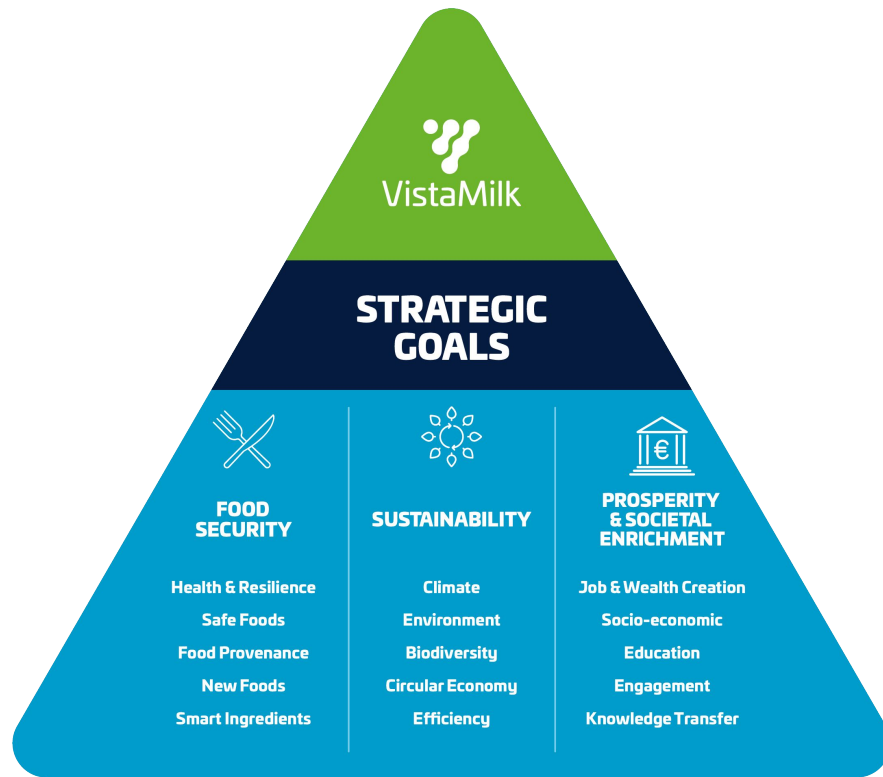 VistaMilk
STRATEGIC
GOALS
€
FOOD
SECURITY
Health & Resilience
Safe Foods
Food Provenance
New Foods
Smart Ingredients
SUSTAINABILITY
Climate
Environment
Biodiversity
Circular Economy
Efficiency
PROSPERITY
& SOCIETAL
ENRICHMENT
Job & Wealth Creation
Socio-economic
Education
Engagement
Knowledge Transfer